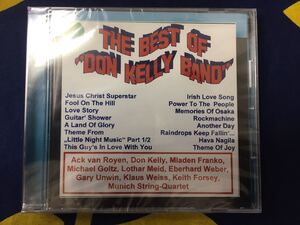 THE BEST OF
"DON KELLY BAND"
Jesus Christ Superstar
Fool On The Hill
Love Story
Guitar' Shower
A Land Of Glory
Theme From
„Little Night Music" Part 1/2
This Guy's In Love With You
Irish Love Song
Power To The People
Memories Of Osaka
Rockmachine
Another Day
Raindrops Keep Fallin'...
Hava Nagila
Theme Of Joy
Ack van Royen, Don Kelly, Mladen Franko,
Michael Goltz, Lothar Meid, Eberhard Weber,
Gary Unwin, Klaus Weiss, Keith Forsey,
Munich String-Quartet